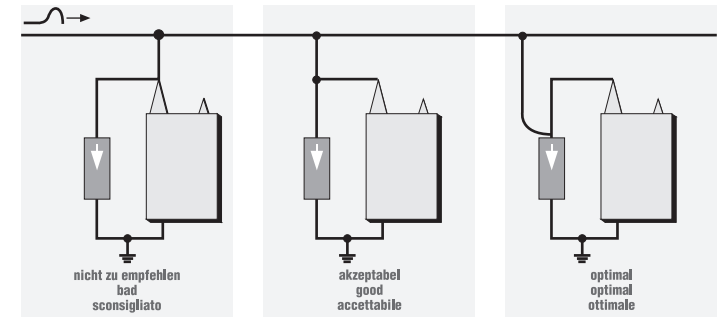 nicht zu empfehlen
bad
sconsigliato
akzeptabel
good
accettabile
optimal
optimal
ottimale